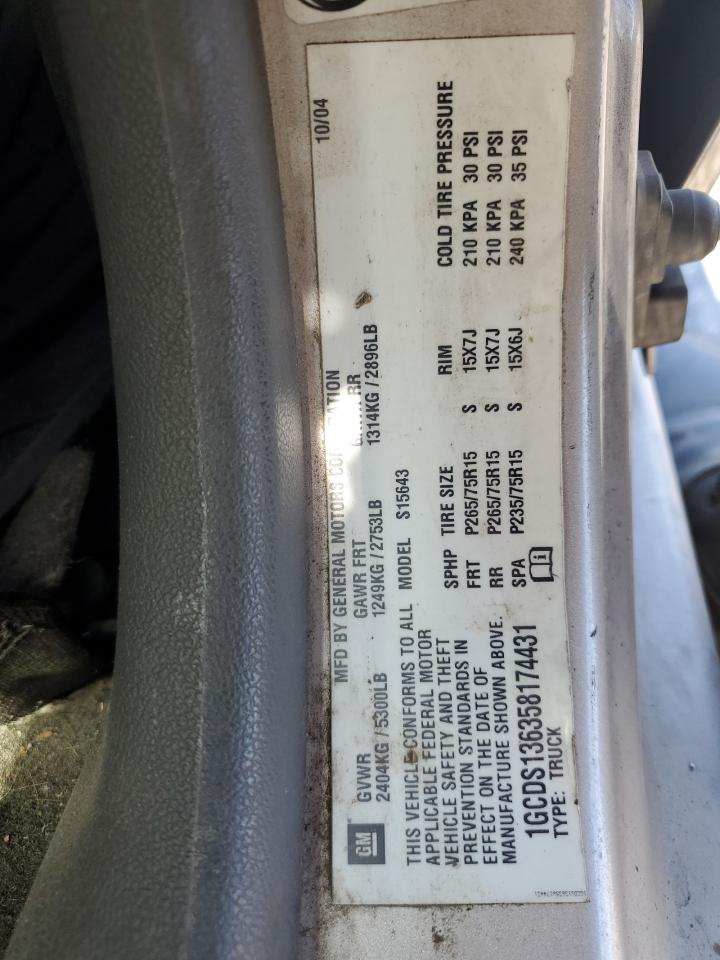 MFD BY GENERAL MOTORS CORPORATION 10/04
GM
GVWR GAWR FRT GAWR RR
2404KG / 5300LB 1249KG / 2753LB 1314KG / 2896LB
THIS VEHICLE CONFORMS TO ALL
APPLICABLE FEDERAL MOTOR
VEHICLE SAFETY AND THEFT
PREVENTION STANDARDS IN
EFFECT ON THE DATE OF
MANUFACTURE SHOWN ABOVE.
1GCDS136358174431
TYPE: TRUCK
MODEL S15643
SPHP TIRE SIZE RIM COLD TIRE PRESSURE
FRT P265/75R15 S 15X7J 210 KPA 30 PSI
RR P265/75R15 S 15X7J 210 KPA 30 PSI
SPA P235/75R15 S 15X6J 240 KPA 35 PSI